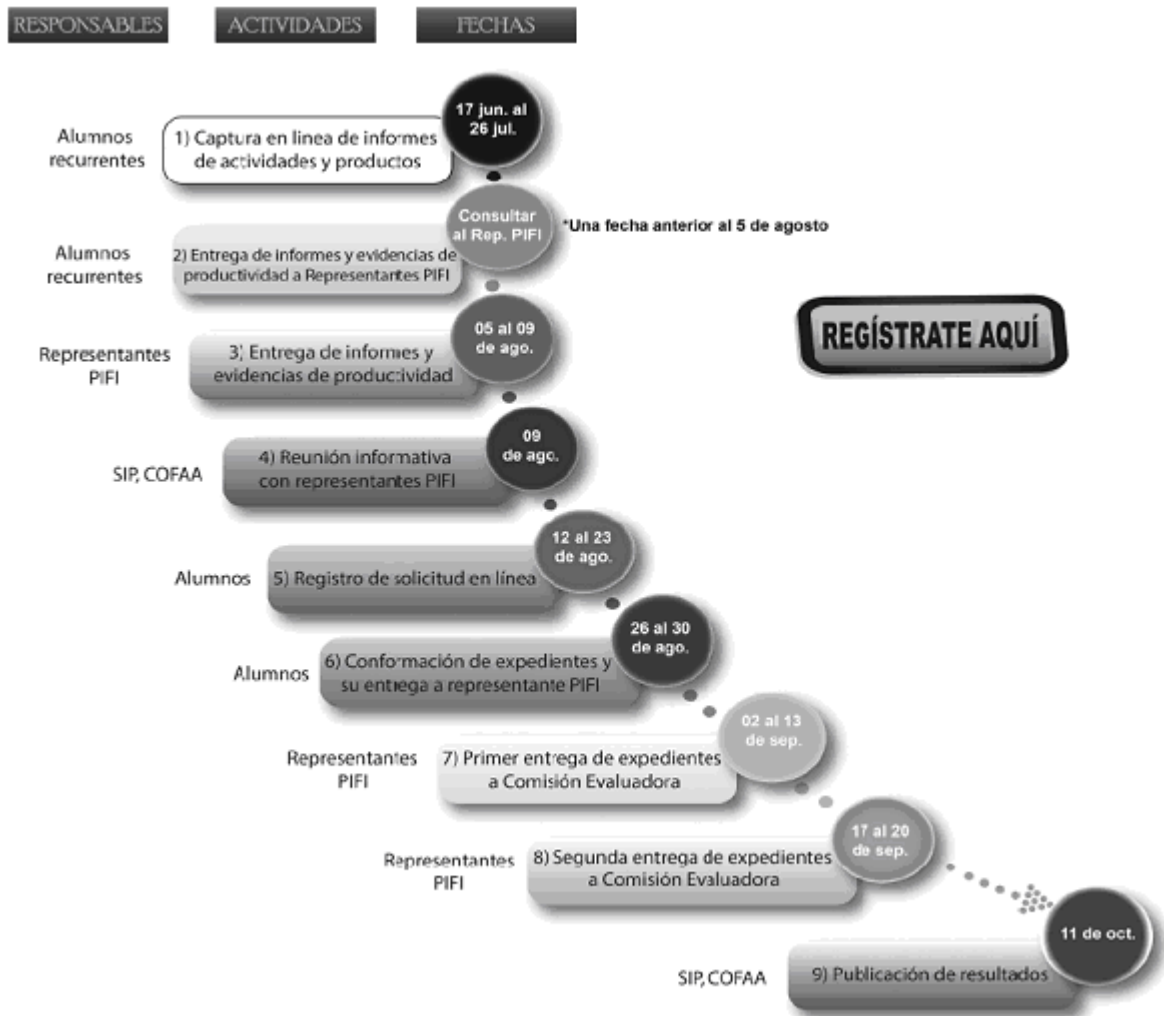 RESPONSABLES
ACTIVIDADES
FECHAS
Alumnos
recurrentes
1) Captura en linea de informes
de actividades y productos
17 jun. al
26 jul.
Alumnos
recurrentes
2) Entrega de informes y evidencias de
productividad a Representantes PIFI
Consultar
al Rep. PIFI
*Una fecha anterior al 5 de agosto
Representantes
PIFI
3) Entrega de informes y
evidencias de productividad
05 al 09
de ago.
REGÍSTRATE AQUÍ
SIP, COFAA
4) Reunión informativa
con representantes PIFI
09
de ago.
Alumnos
5) Registro de solicitud en línea
12 al 23
de ago.
Alumnos
6) Conformación de expedientes y
su entrega a representante PIFI
26 al 30
de ago.
Representantes
PIFI
7) Primer entrega de expedientes
a Comisión Evaluadora
02 al 13
de sep.
Representantes
PIFI
8) Segunda entrega de expedientes
a Comisión Evaluadora
17 al 20
de sep.
SIP, COFAA
9) Publicación de resultados
11 de oct.